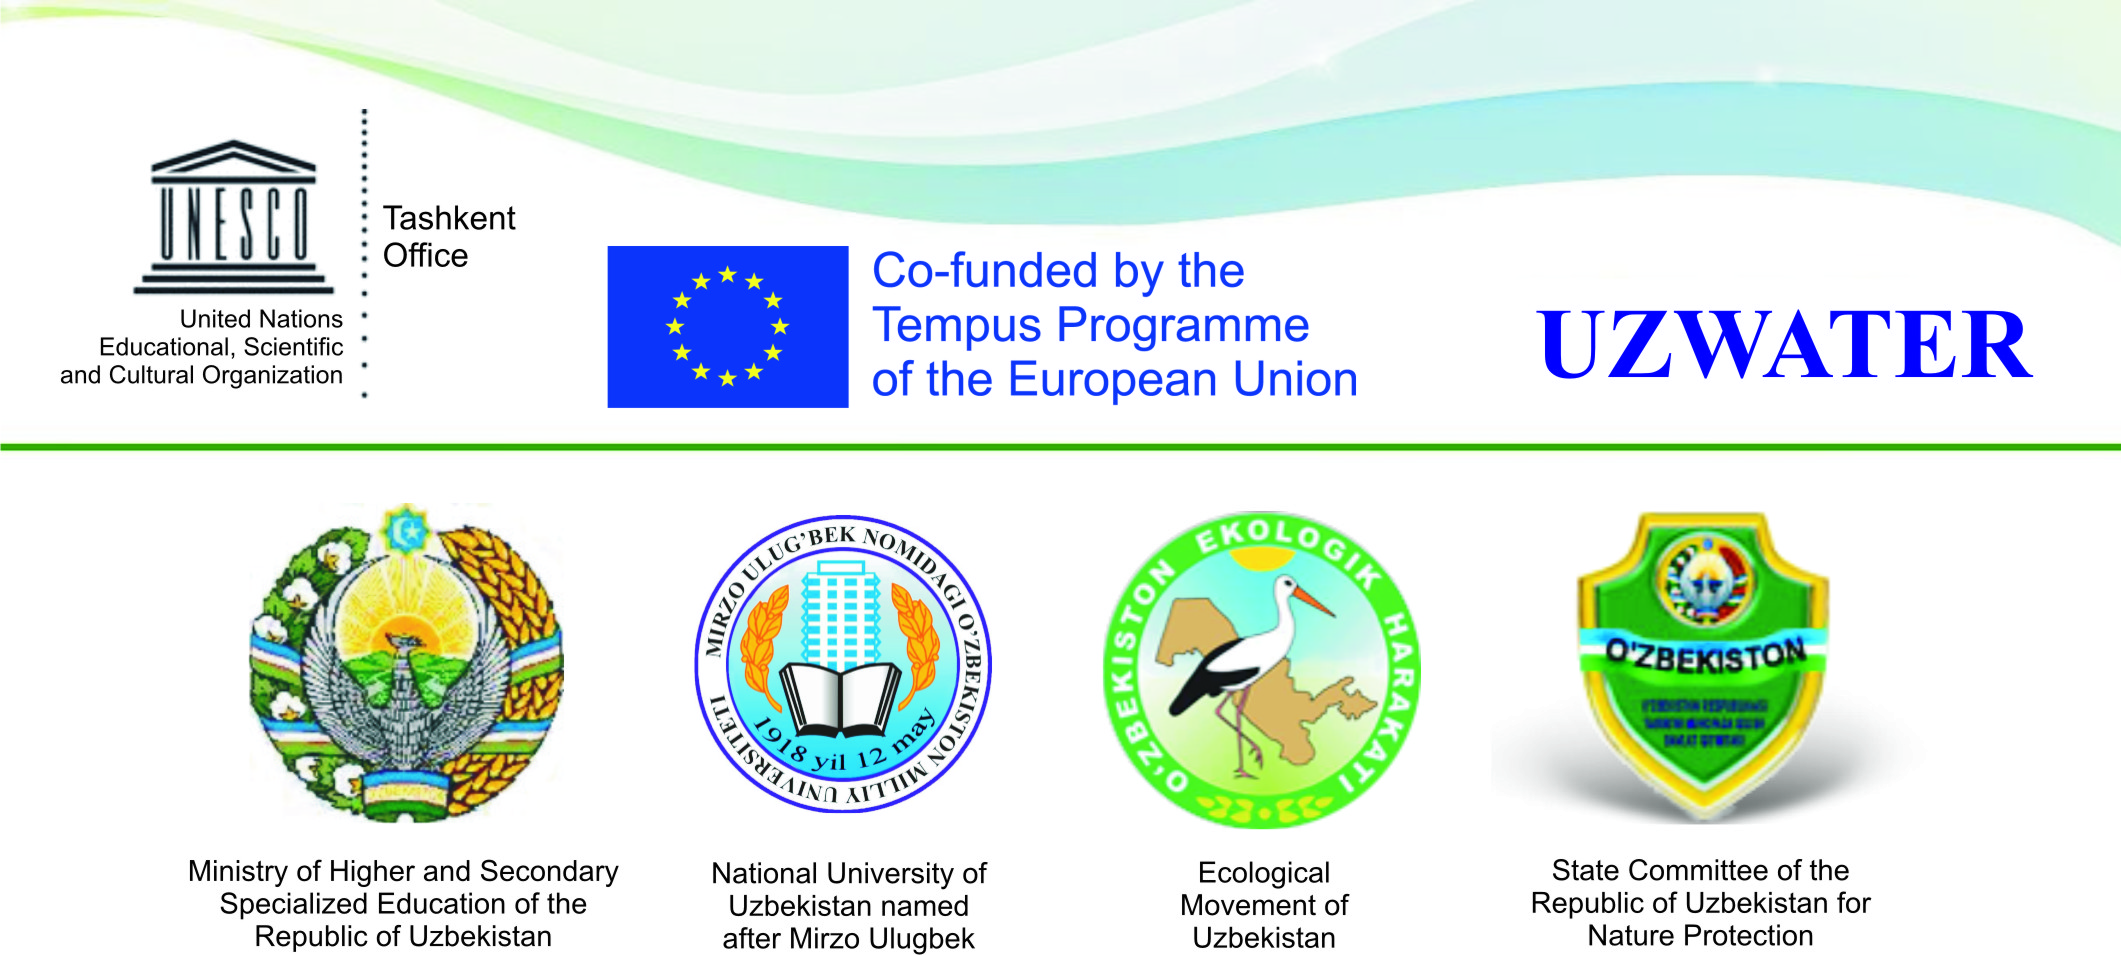 UNESCO
United Nations
Educational, Scientific
and Cultural Organization
Tashkent
Office
Co-funded by the
Tempus Programme
of the European Union
UZWATER
MIRZO ULUG'BEK NOMIDAGI O'ZBEKISTON MILLIY UNIVERSITETI
1918 yil 12 may
O'ZBEKISTON EKOLOGIK HARAKATI
O'ZBEKISTON
Ministry of Higher and Secondary
Specialized Education of the
Republic of Uzbekistan
National University of
Uzbekistan named
after Mirzo Ulugbek
Ecological
Movement of
Uzbekistan
State Committee of the
Republic of Uzbekistan for
Nature Protection